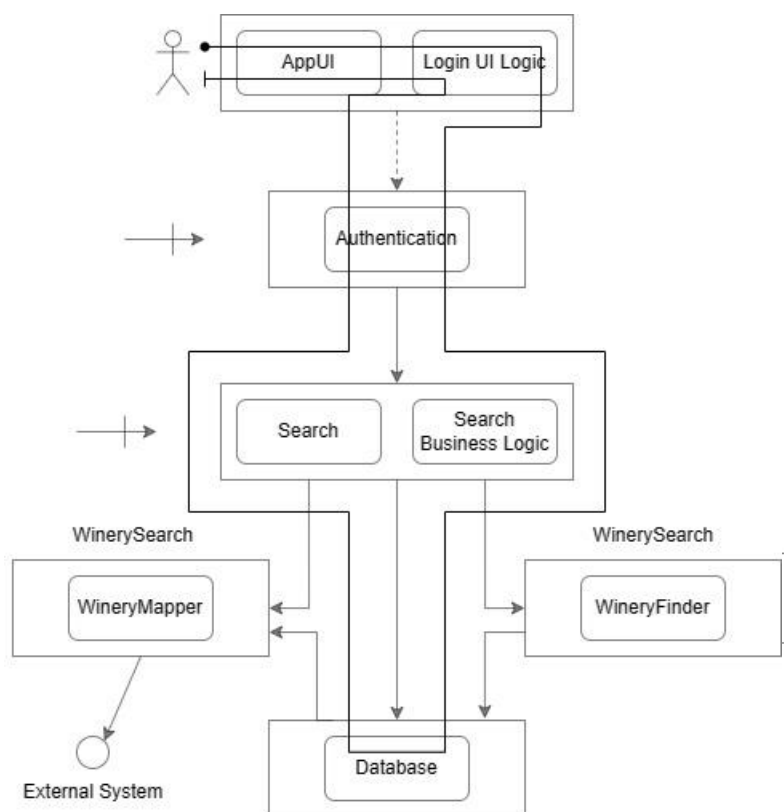 AppUI
Login UI Logic
Authentication
Search
Search
Business Logic
WinerySearch
WinerySearch
WineryMapper
WineryFinder
Database
External System